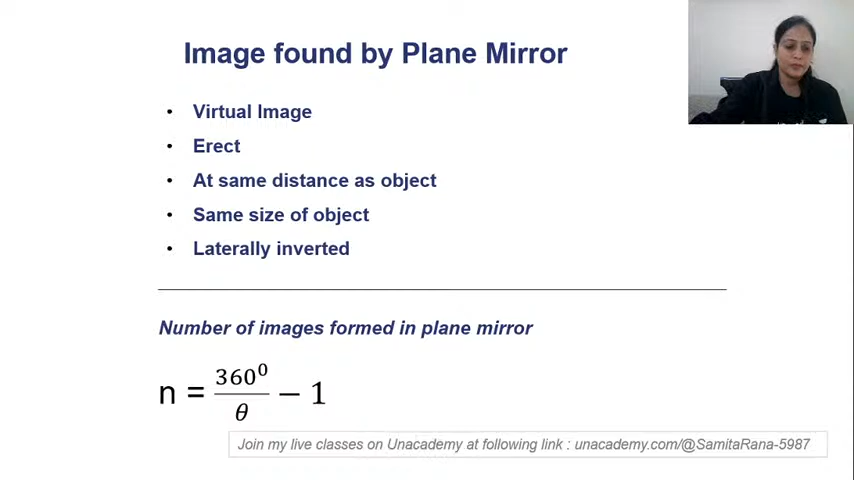 Image found by Plane Mirror
• Virtual Image
• Erect
• At same distance as object
• Same size of object
• Laterally inverted
Number of images formed in plane mirror
n = 360⁰/θ − 1
Join my live classes on Unacademy at following link : unacademy.com/@SamitaRana-5987